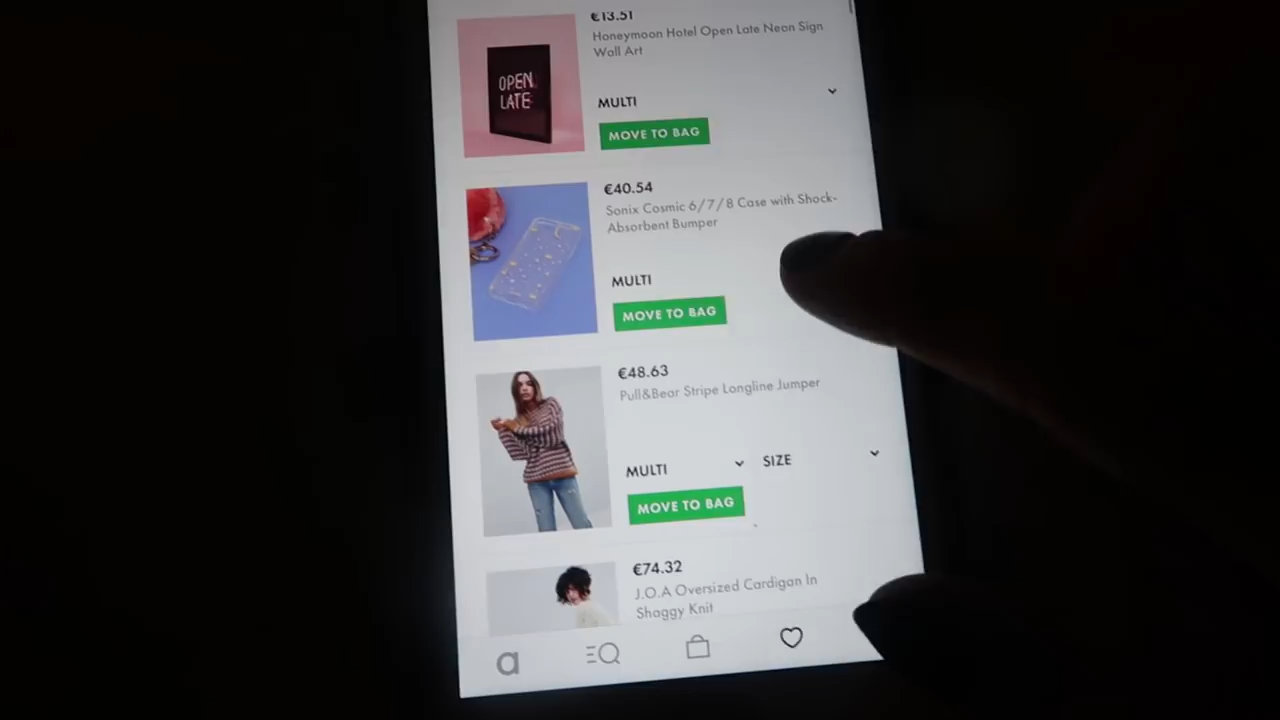 €13.51
Honeymoon Hotel Open Late Neon Sign
Wall Art
OPEN
LATE
MULTI
MOVE TO BAG
€40.54
Sonix Cosmic 6/7/8 Case with Shock-
Absorbent Bumper
MULTI
MOVE TO BAG
€48.63
Pull&Bear Stripe Longline Jumper
MULTI
SIZE
MOVE TO BAG
€74.32
J.O.A Oversized Cardigan In
Shaggy Knit
a